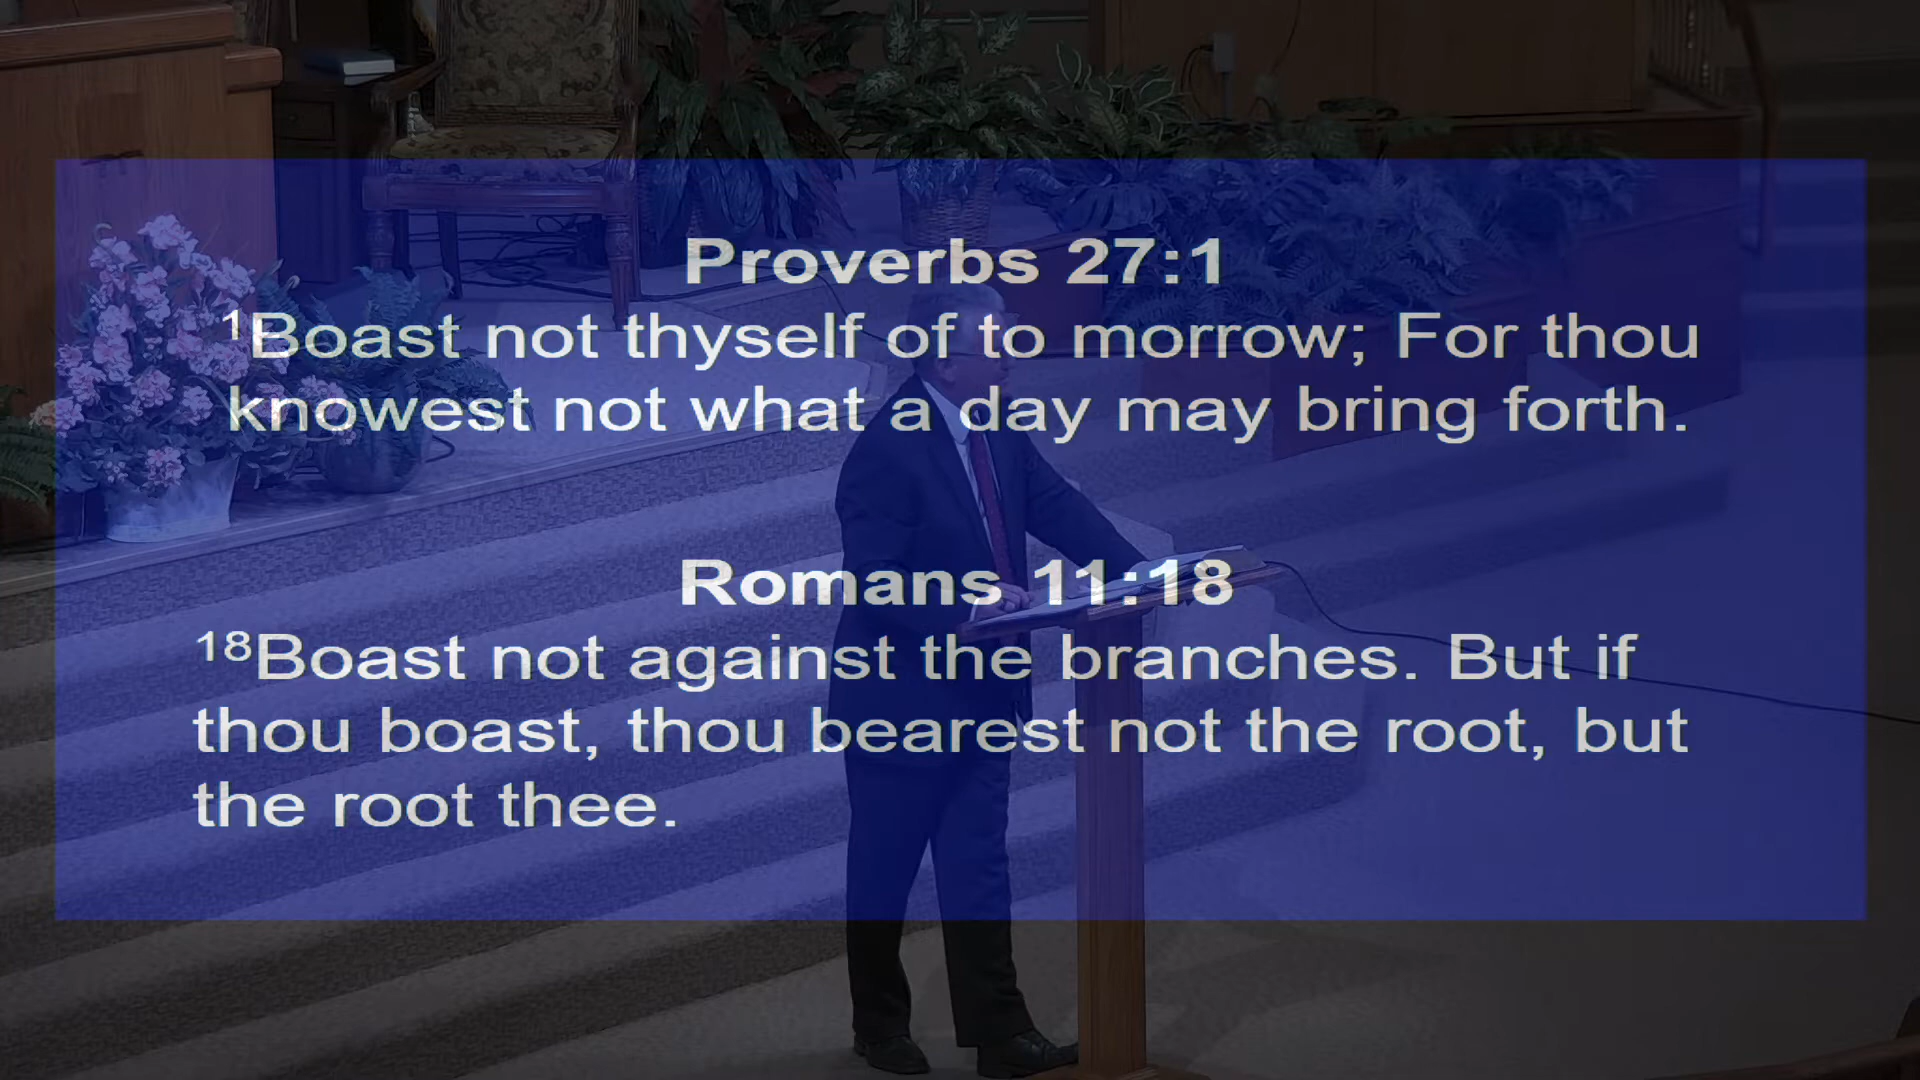 Proverbs 27:1
¹Boast not thyself of to morrow; For thou
knowest not what a day may bring forth.
Romans 11:18
¹⁸Boast not against the branches. But if
thou boast, thou bearest not the root, but
the root thee.